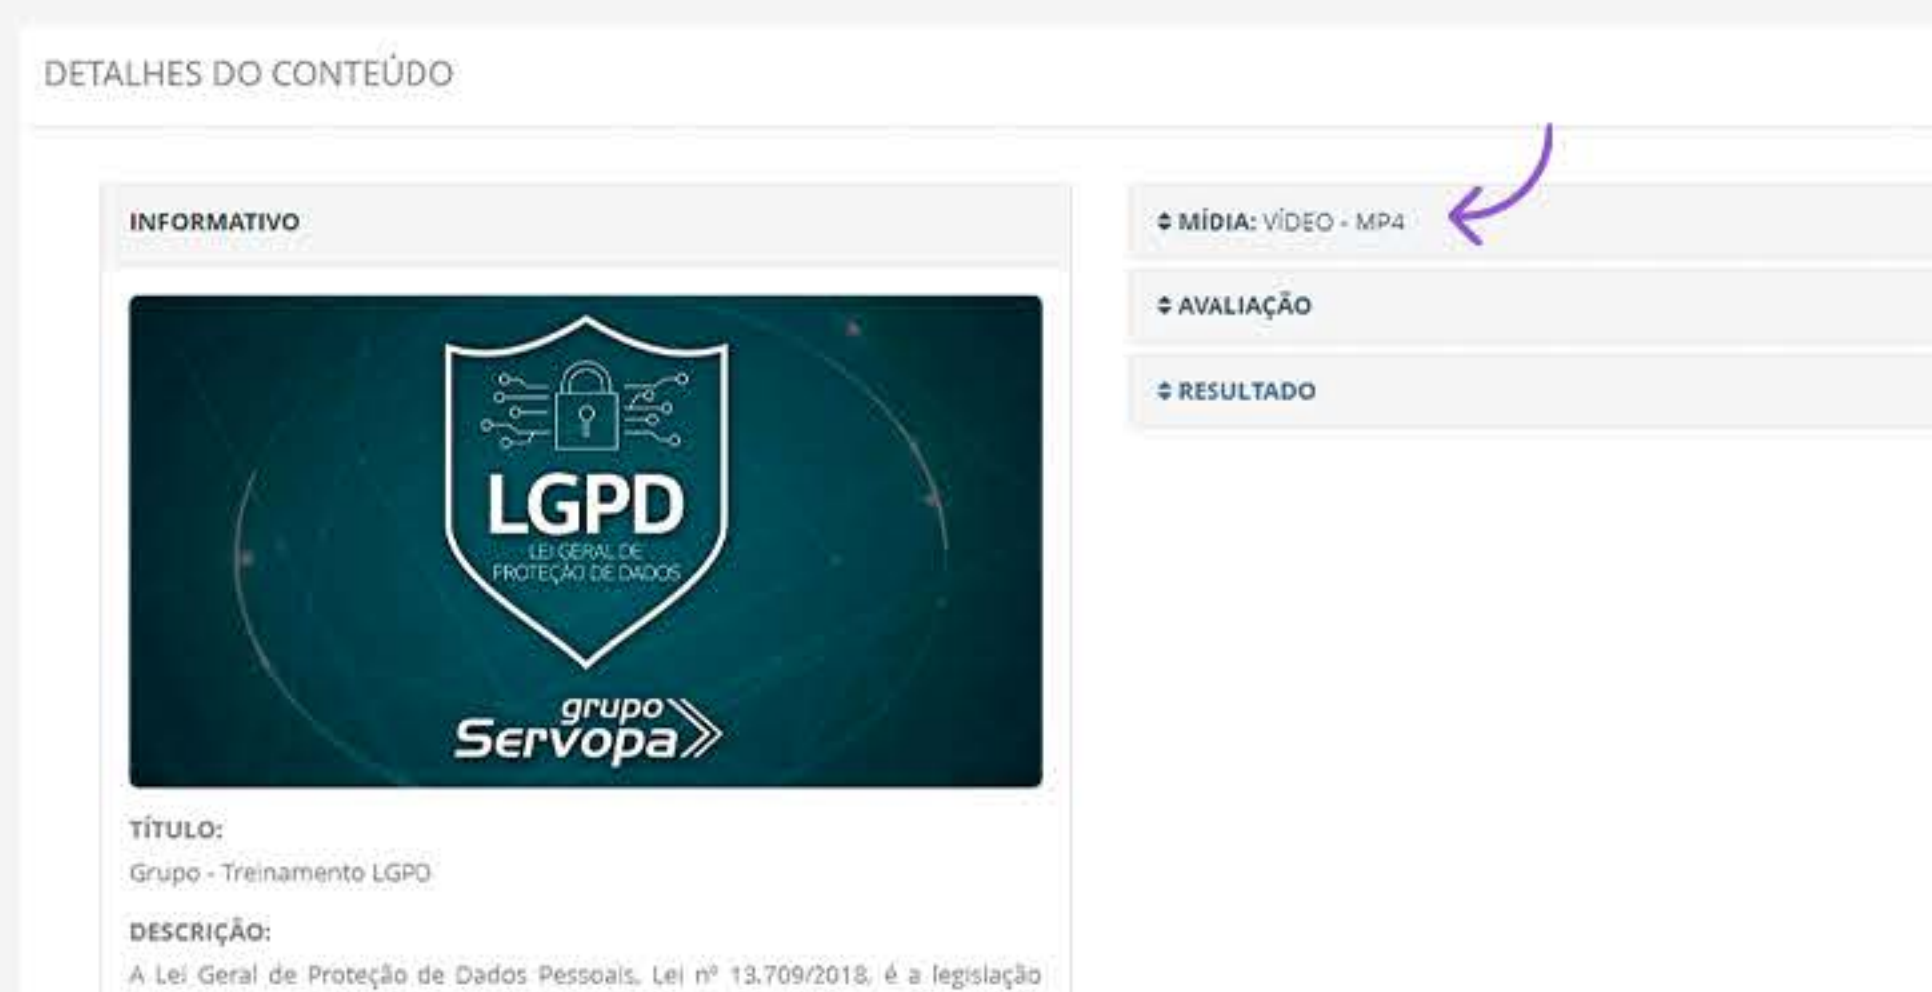 DETALHES DO CONTEÚDO
INFORMATIVO
LGPD
LEI GERAL DE
PROTEÇÃO DE DADOS
grupo
Servopa
TÍTULO:
Grupo - Treinamento LGPD
DESCRIÇÃO:
A Lei Geral de Proteção de Dados Pessoais, Lei nº 13.709/2018, é a legislação
MÍDIA: VÍDEO - MP4
AVALIAÇÃO
RESULTADO